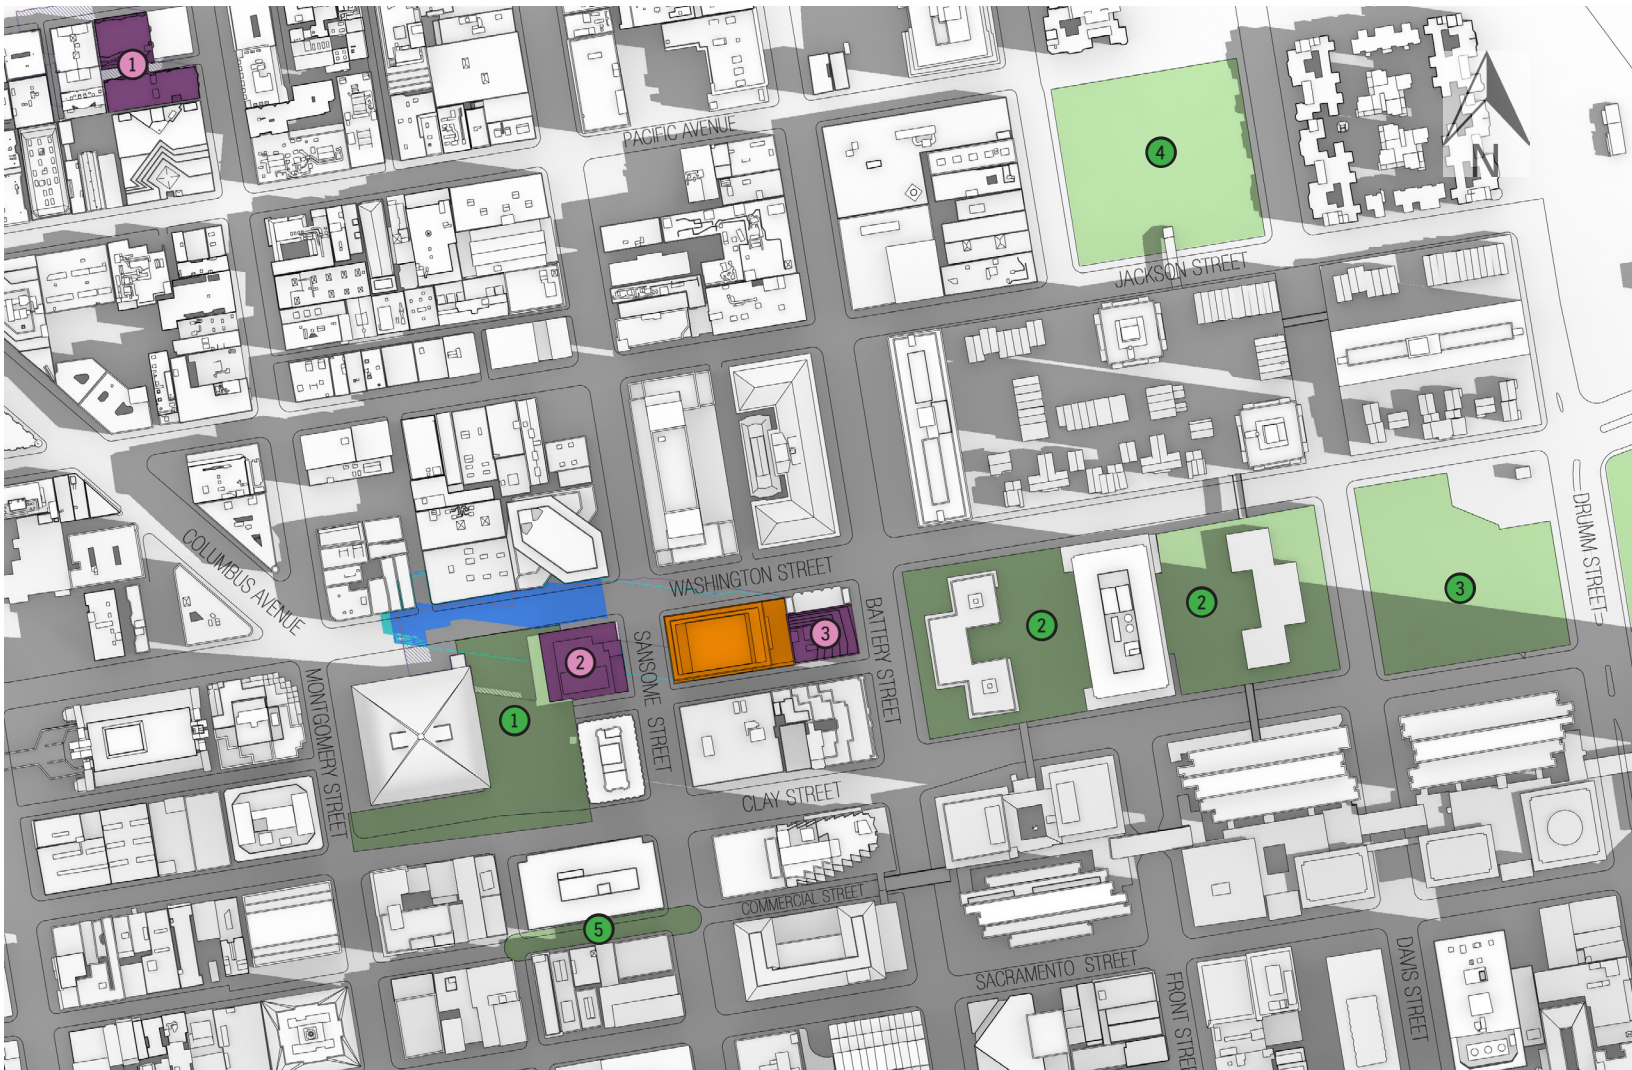 1
PACIFIC AVENUE
4
N
JACKSON STREET
COLUMBUS AVENUE
WASHINGTON STREET
DRUMM STREET
2
3
2
2
3
SANSOME STREET
BATTERY STREET
1
MONTGOMERY STREET
CLAY STREET
COMMERCIAL STREET
5
SACRAMENTO STREET
FRONT STREE
DAVIS STREET